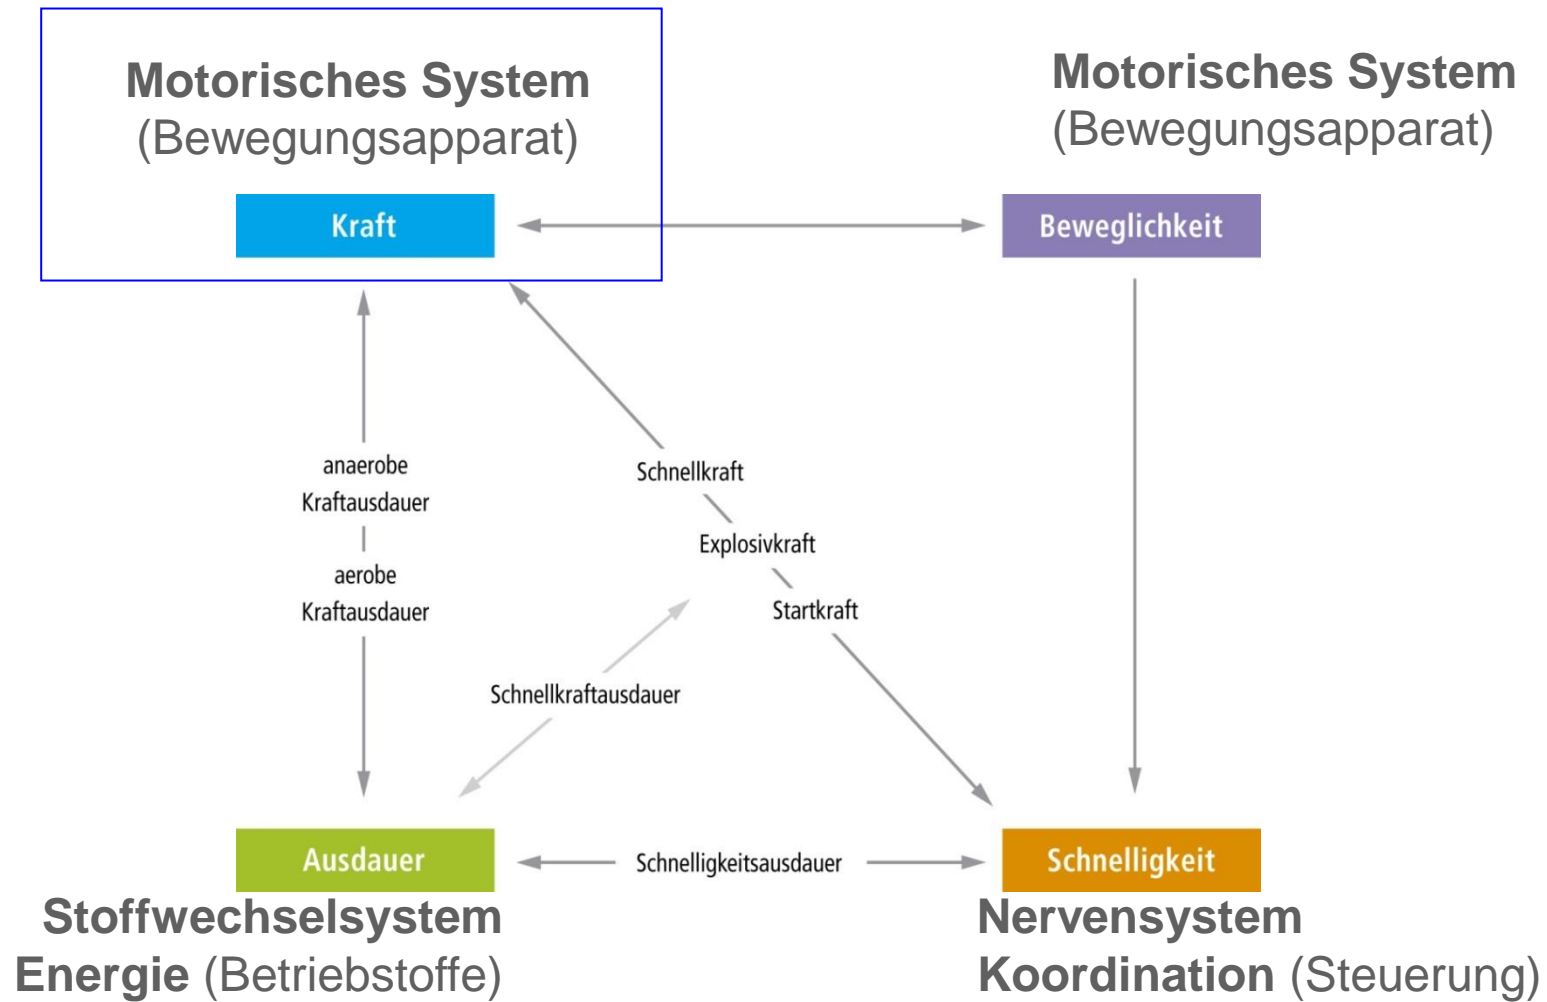 Motorisches System
(Bewegungsapparat)
Motorisches System
(Bewegungsapparat)
Kraft
Beweglichkeit
anaerobe
Kraftausdauer
aerobe
Kraftausdauer
Schnellkraft
Explosivkraft
Startkraft
Schnellkraftausdauer
Ausdauer
Schnelligkeitsausdauer
Schnelligkeit
Stoffwechselsystem
Energie (Betriebstoffe)
Nervensystem
Koordination (Steuerung)